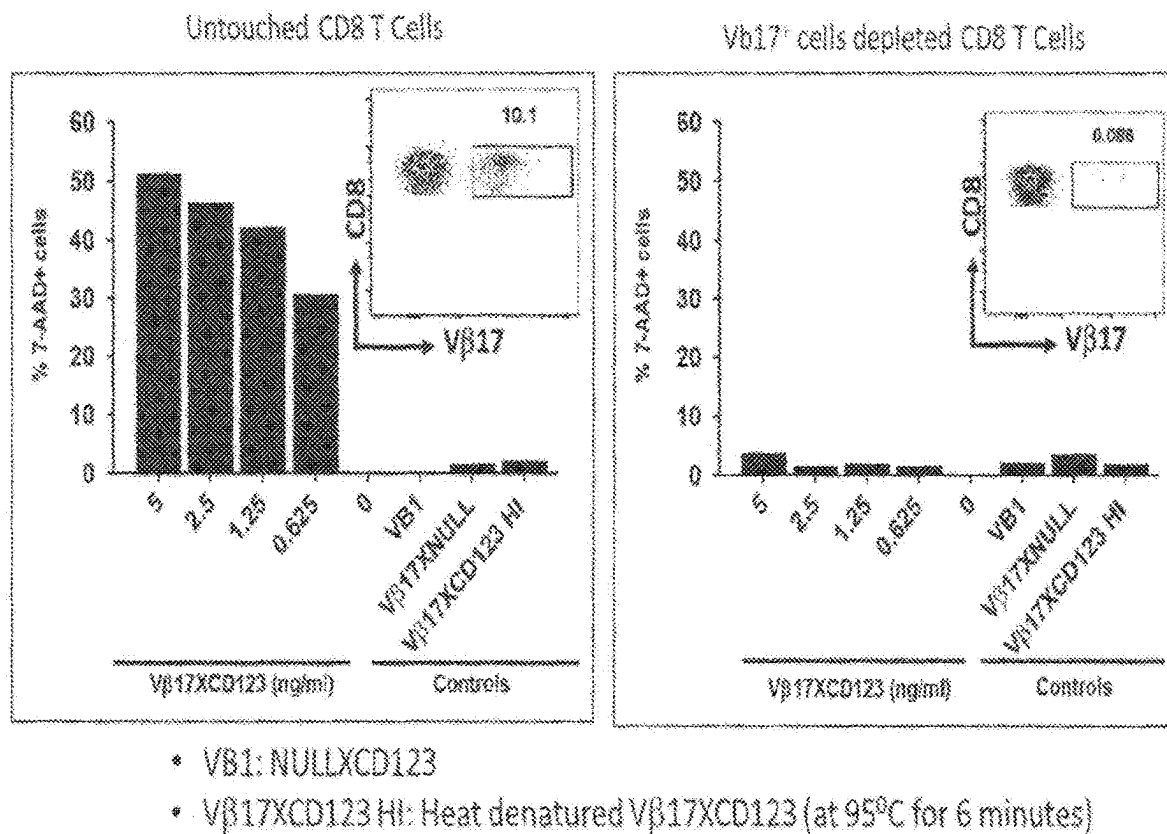 Untouched CD8 T Cells
60
50
40
30
20
10
0
% 7-AAD+ cells
10.1
CD8
Vβ17
5
2.5
1.25
0.625
0
VB1
Vβ17XNULL
Vβ17XCD123 HI
Vβ17XCD123 (ng/ml)
Controls
Vb17+ cells depleted CD8 T Cells
60
50
40
30
20
10
0
% 7-AAD+ cells
CD8
Vβ17
5
2.5
1.25
0.625
0
VB1
Vβ17XNULL
Vβ17XCD123 HI
Vβ17XCD123 (ng/ml)
Controls
• VB1: NULLXCD123
• Vβ17XCD123 HI: Heat denatured Vβ17XCD123 (at 95⁰C for 6 minutes)